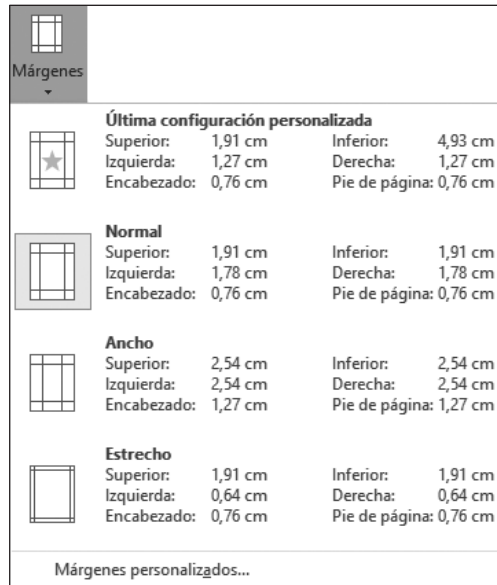 Márgenes
Última configuración personalizada
Superior: 1,91 cm Inferior: 4,93 cm
Izquierda: 1,27 cm Derecha: 1,27 cm
Encabezado: 0,76 cm Pie de página: 0,76 cm
Normal
Superior: 1,91 cm Inferior: 1,91 cm
Izquierda: 1,78 cm Derecha: 1,78 cm
Encabezado: 0,76 cm Pie de página: 0,76 cm
Ancho
Superior: 2,54 cm Inferior: 2,54 cm
Izquierda: 2,54 cm Derecha: 2,54 cm
Encabezado: 1,27 cm Pie de página: 1,27 cm
Estrecho
Superior: 1,91 cm Inferior: 1,91 cm
Izquierda: 0,64 cm Derecha: 0,64 cm
Encabezado: 0,76 cm Pie de página: 0,76 cm
Márgenes personalizados...